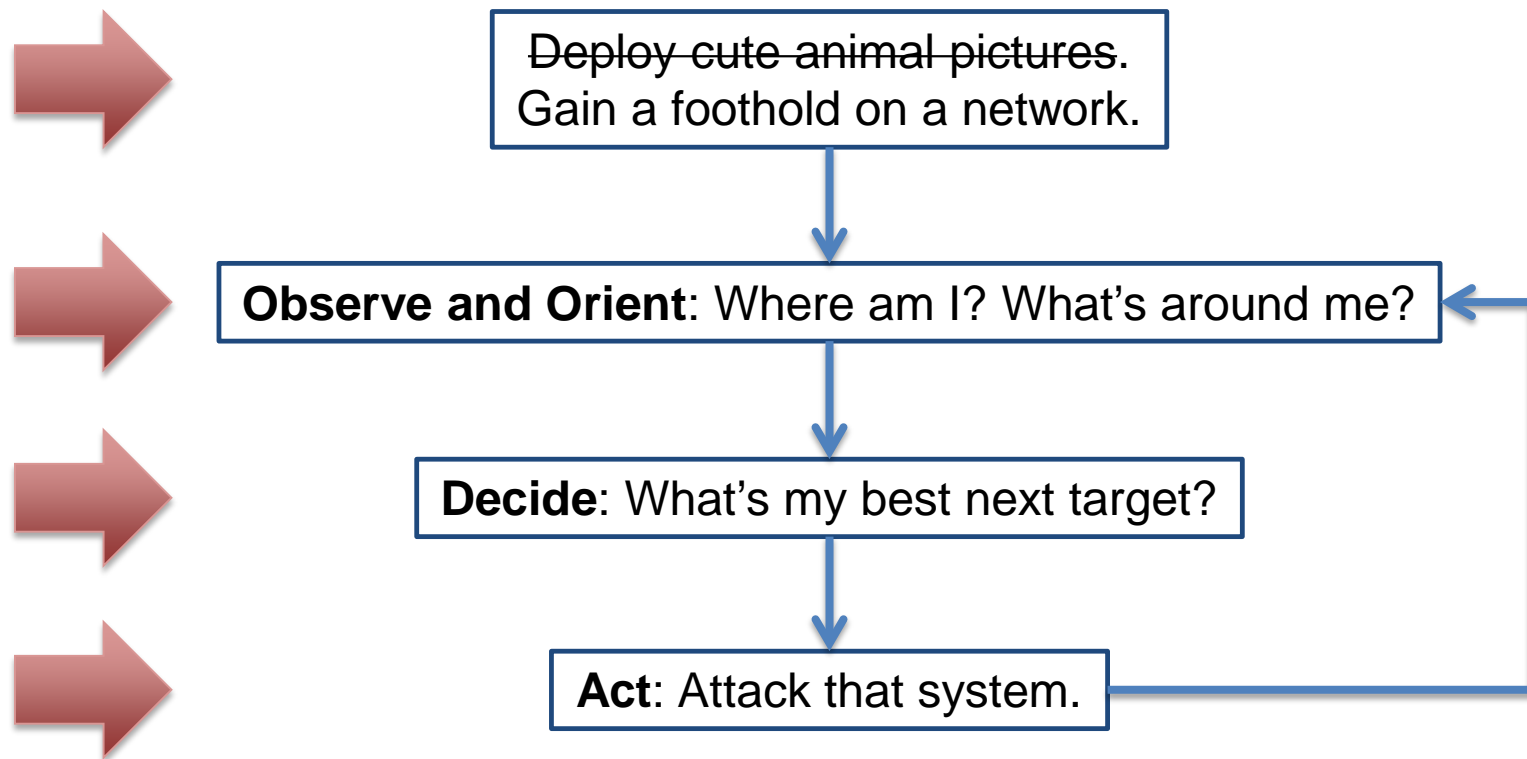 Deploy cute animal pictures.
Gain a foothold on a network.
Observe and Orient: Where am I? What’s around me?
Decide: What’s my best next target?
Act: Attack that system.